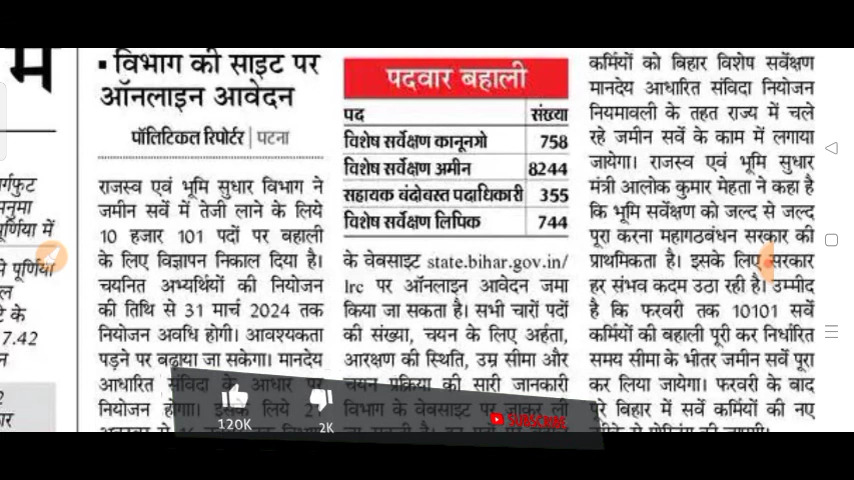 म
▪ विभाग की साइट पर
ऑनलाइन आवेदन
पॉलिटिकल रिपोर्टर | पटना
राजस्व एवं भूमि सुधार विभाग ने
जमीन सर्वे में तेजी लाने के लिये
10 हजार 101 पदों पर वहाली
के लिए विज्ञापन निकाल दिया है।
चयनित अभ्यर्थियों की नियोजन
की तिथि से 31 मार्च 2024 तक
नियोजन अवधि होगी। आवश्यकता
पड़ने पर बढ़ाया जा सकेगा। मानदेय
आधारित संविदा के आधार पर
नियोजन होगा। इसके लिये
पदवार बहाली
पद संख्या
विशेष सर्वेक्षण कानूनगो 758
विशेष सर्वेक्षण अमीन 8244
सहायक बंदोबस्त पदाधिकारी 355
विशेष सर्वेक्षण लिपिक 744
के वेबसाइट state.bihar.gov.in/
lrc पर ऑनलाइन आवेदन जमा
किया जा सकता है। सभी चारों पदों
की संख्या, चयन के लिए अर्हता,
आरक्षण की स्थिति, उम्र सीमा और
चयन प्रक्रिया की सारी जानकारी
विभाग के वेबसाइट पर जाकर ली
कर्मियों को बिहार विशेष सर्वेक्षण
मानदेय आधारित संविदा नियोजन
नियमावली के तहत राज्य में चले
रहे जमीन सर्वे के काम में लगाया
जायेगा। राजस्व एवं भूमि सुधार
मंत्री आलोक कुमार मेहता ने कहा है
कि भूमि सर्वेक्षण को जल्द से जल्द
पूरा करना महागठबंधन सरकार की
प्राथमिकता है। इसके लिए सरकार
हर संभव कदम उठा रही है। उम्मीद
है कि फरवरी तक 10101 सर्वे
कर्मियों की बहाली पूरी कर निर्धारित
समय सीमा के भीतर जमीन सर्वे पूरा
कर लिया जायेगा। फरवरी के बाद
पूरे बिहार में सर्वे कर्मियों की नए
पूर्णिया में
से पूर्णिया
के
7.42
120K
2K
SUBSCRIBE